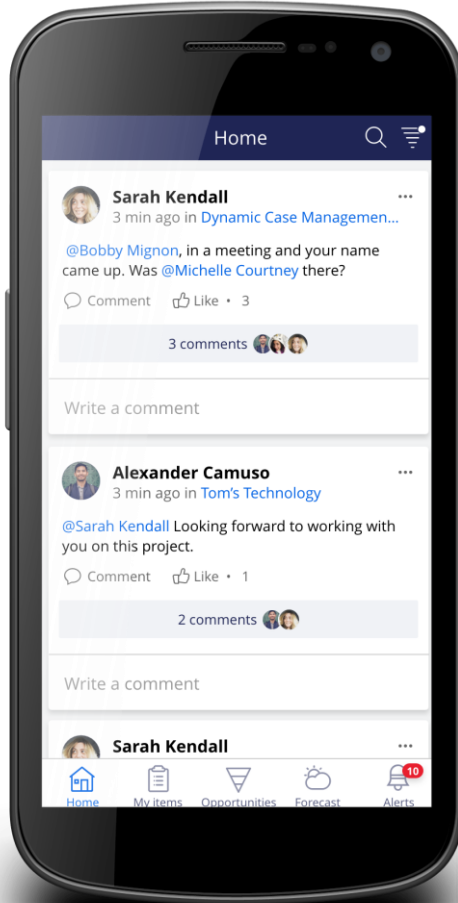 Home
Sarah Kendall
3 min ago in Dynamic Case Managemen...
@Bobby Mignon, in a meeting and your name
came up. Was @Michelle Courtney there?
Comment Like • 3
3 comments
Write a comment
Alexander Camuso
3 min ago in Tom's Technology
@Sarah Kendall Looking forward to working with
you on this project.
Comment Like • 1
2 comments
Write a comment
Sarah Kendall
10
Home My items Opportunities Forecast Alerts